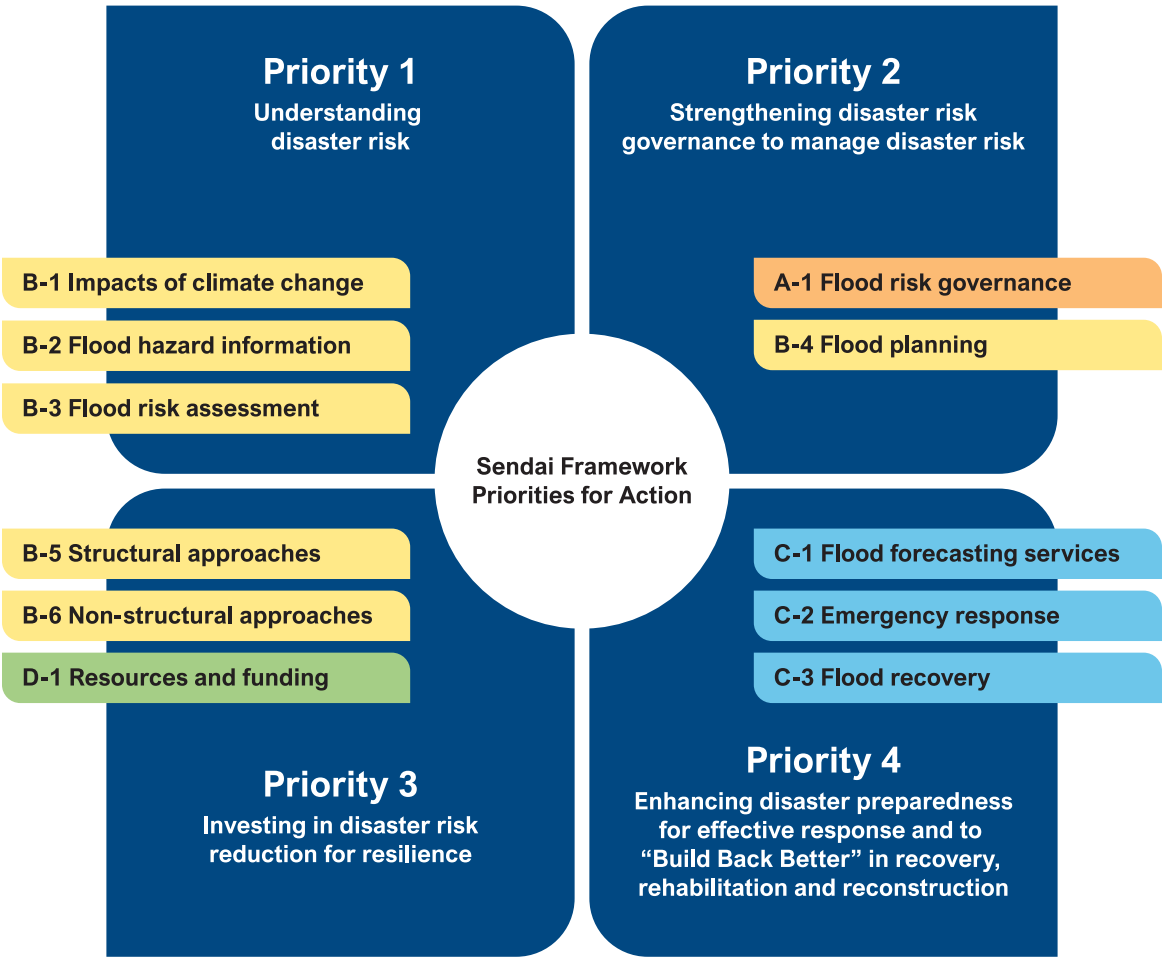 Priority 1
Understanding
disaster risk
B-1 Impacts of climate change
B-2 Flood hazard information
B-3 Flood risk assessment
Priority 2
Strengthening disaster risk
governance to manage disaster risk
A-1 Flood risk governance
B-4 Flood planning
Sendai Framework
Priorities for Action
B-5 Structural approaches
B-6 Non-structural approaches
D-1 Resources and funding
Priority 3
Investing in disaster risk
reduction for resilience
C-1 Flood forecasting services
C-2 Emergency response
C-3 Flood recovery
Priority 4
Enhancing disaster preparedness
for effective response and to
“Build Back Better” in recovery,
rehabilitation and reconstruction